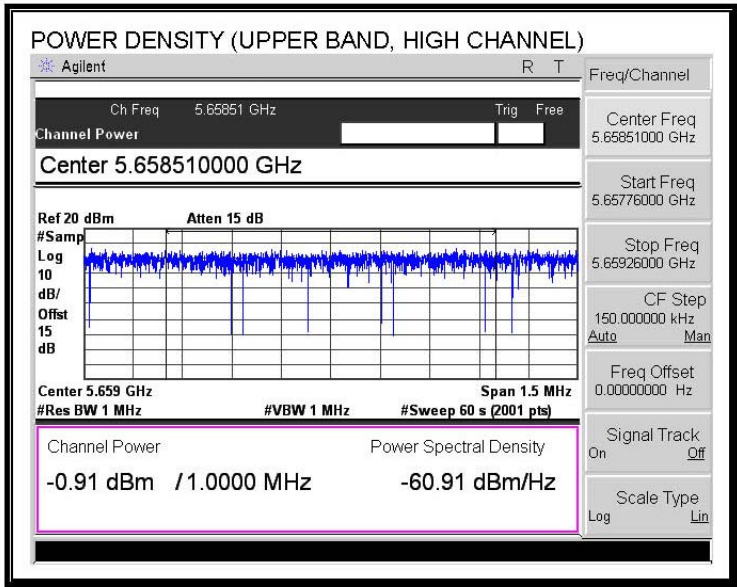 POWER DENSITY (UPPER BAND, HIGH CHANNEL)
Agilent R T
Freq/Channel
Ch Freq 5.65851 GHz Trig Free
Channel Power
Center 5.658510000 GHz
Center Freq
5.65851000 GHz
Start Freq
5.65776000 GHz
Stop Freq
5.65926000 GHz
CF Step
150.000000 kHz
Auto Man
Freq Offset
0.00000000 Hz
Signal Track
On Off
Scale Type
Log Lin
Ref 20 dBm Atten 15 dB
#Samp
Log
10
dB/
Offst
15
dB
Center 5.659 GHz Span 1.5 MHz
#Res BW 1 MHz #VBW 1 MHz #Sweep 60 s (2001 pts)
Channel Power Power Spectral Density
-0.91 dBm /1.0000 MHz -60.91 dBm/Hz